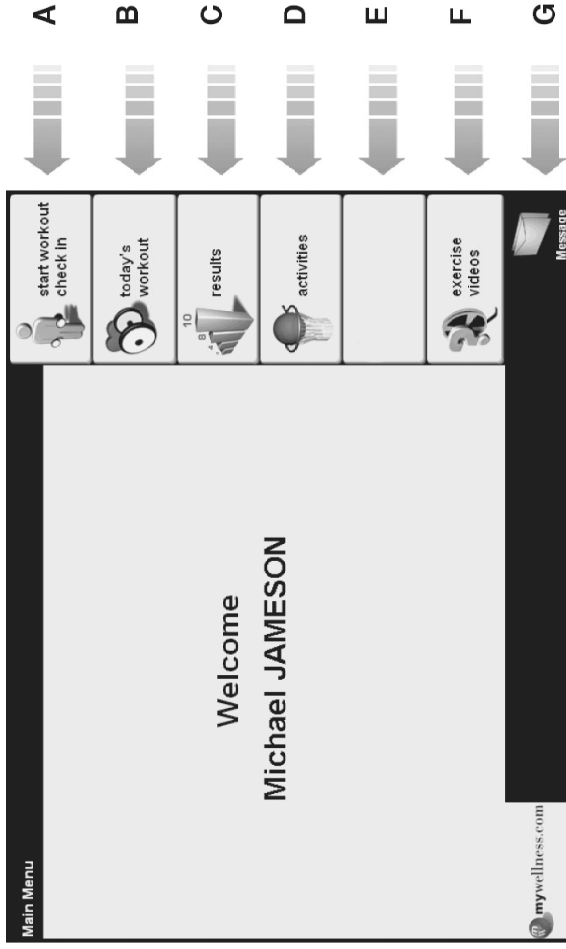 Main Menu
Welcome
Michael JAMESON
start workout
check in
today's
workout
10
8
results
activities
exercise
videos
mywellness.com
Message
A
B
C
D
E
F
G